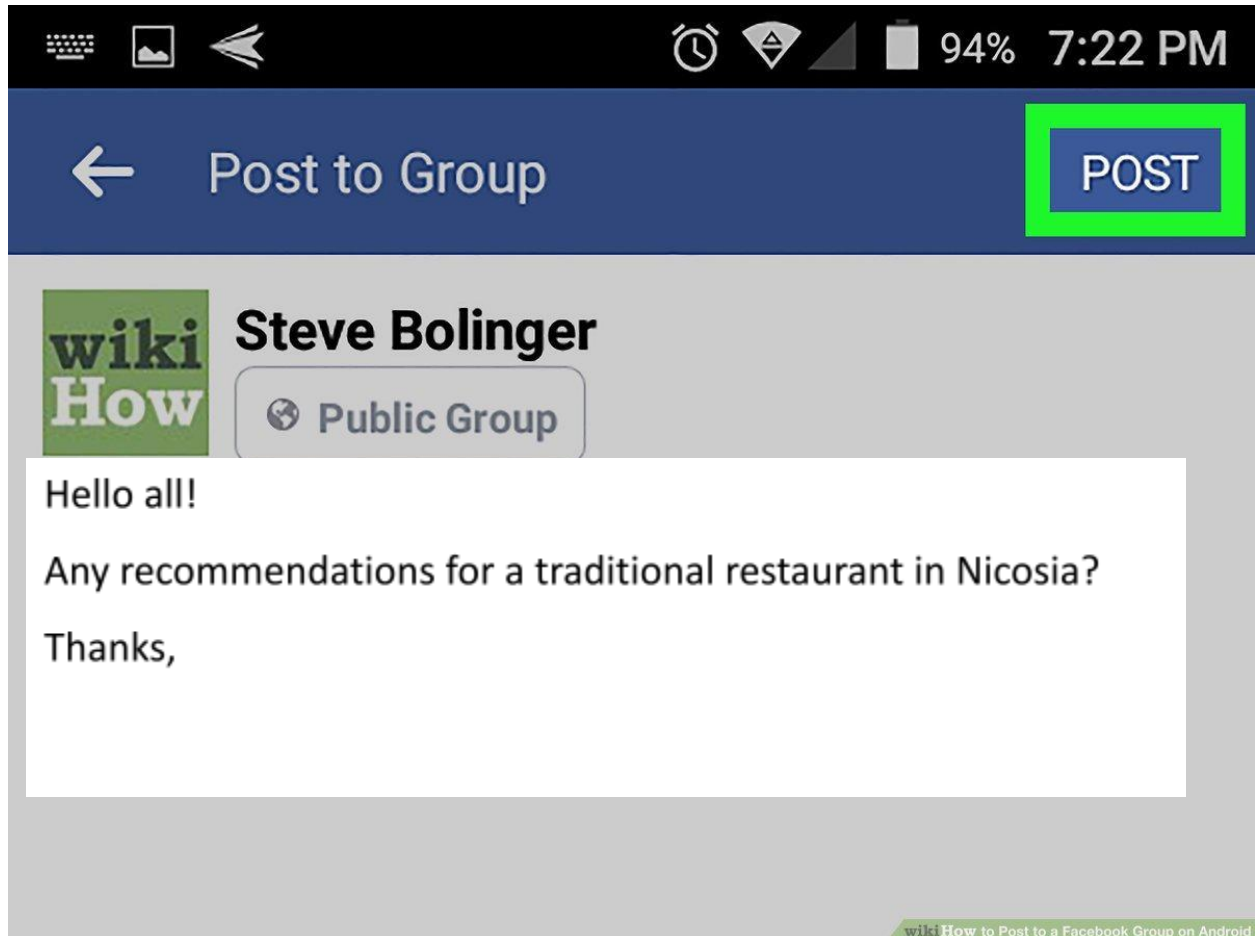 94% 7:22 PM
Post to Group
POST
wiki
How
Steve Bolinger
Public Group
Hello all!
Any recommendations for a traditional restaurant in Nicosia?
Thanks,
wikiHow to Post to a Facebook Group on Android